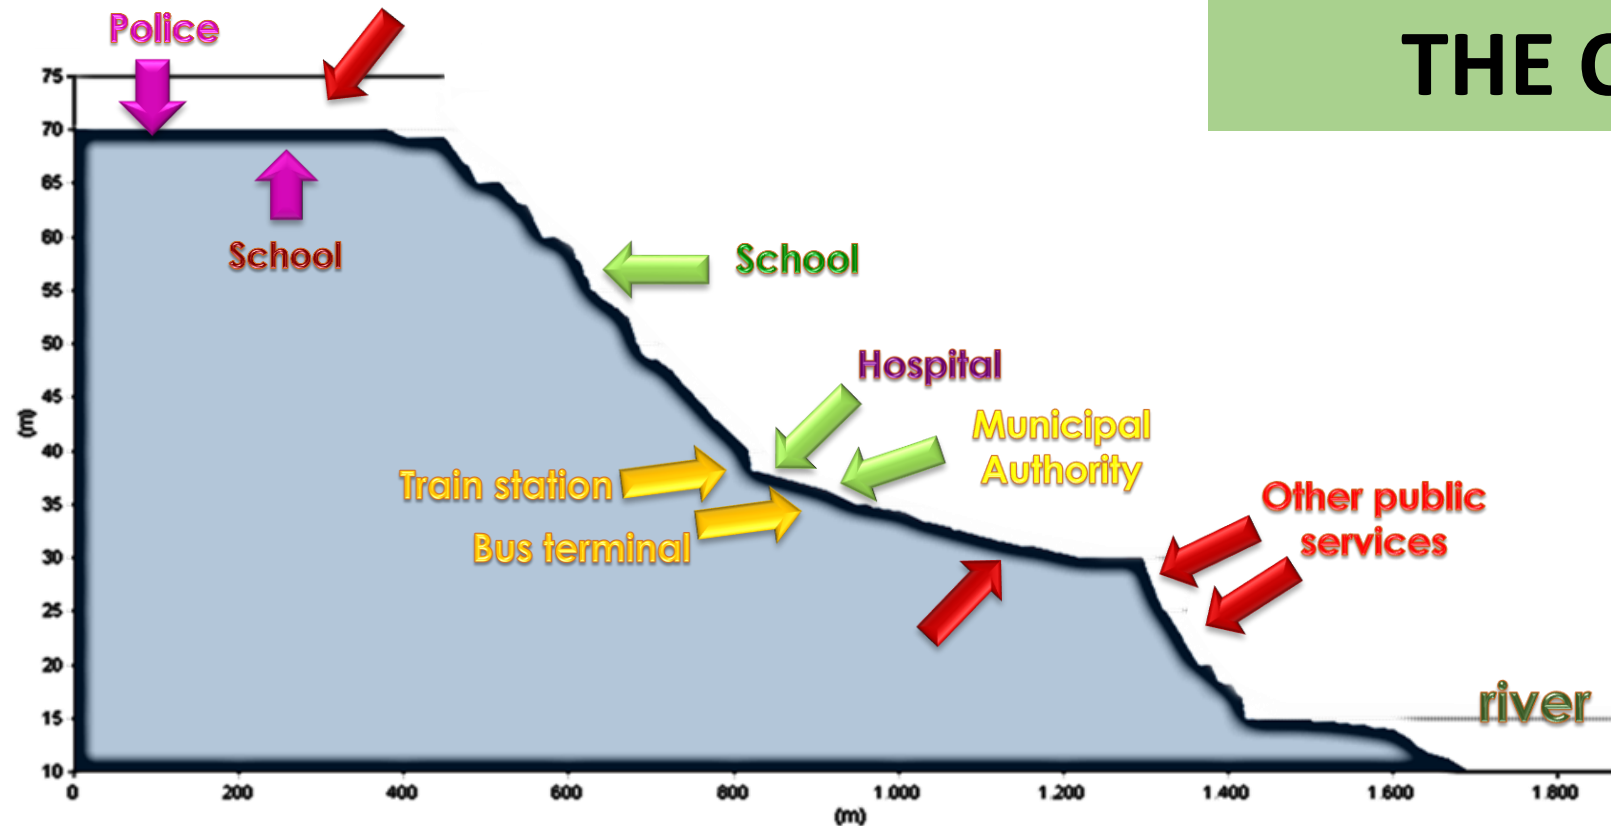 Police
THE
School
School
Hospital
Municipal
Authority
Train station
Bus terminal
Other public
services
river
75
70
65
60
55
50
45
40
35
30
25
20
15
10
(m)
0 200 400 600 800 1.000 1.200 1.400 1.600 1.800
(m)